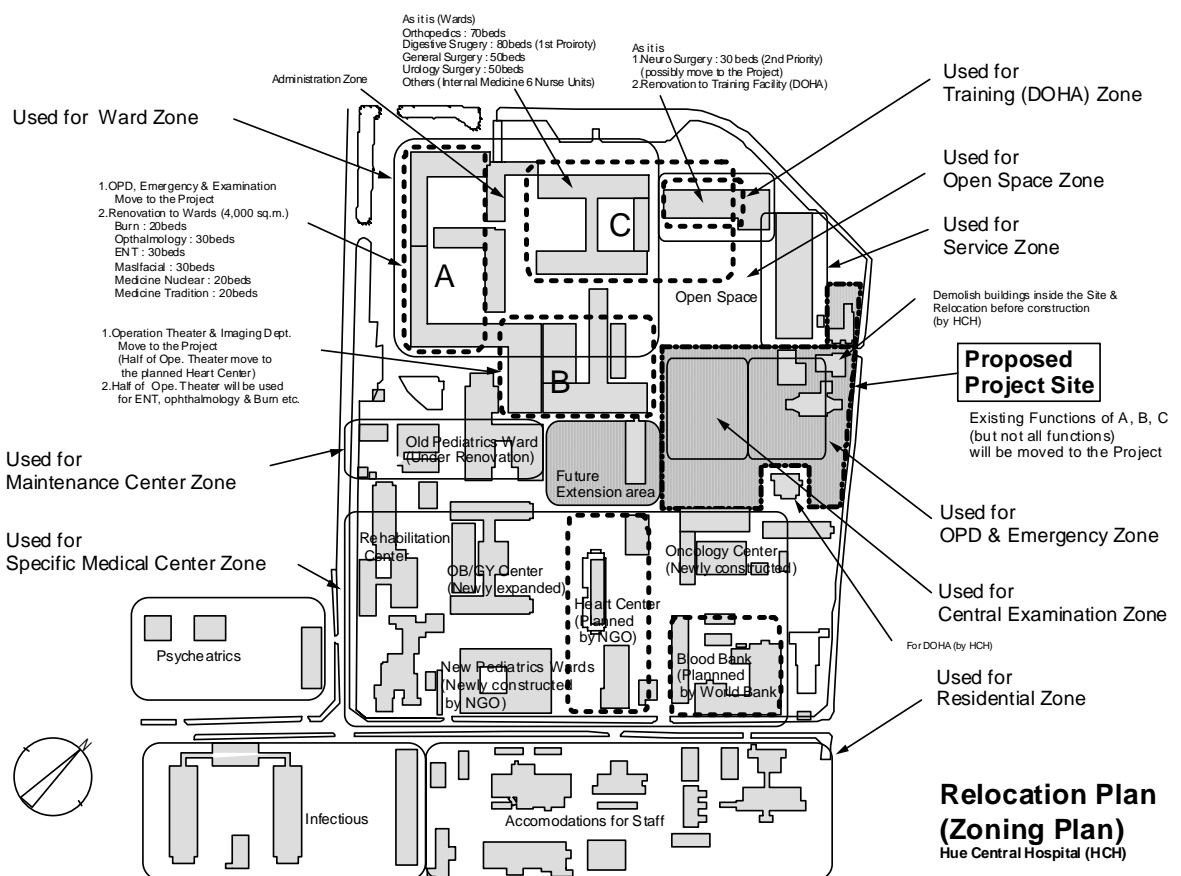 As it is (Wards)
Orthopedics : 70beds
Digestive Srugery : 80beds (1st Proiroty)
General Surgery : 50beds
Urology Surgery : 50beds
Others (Internal Medicine 6 Nurse Units)
As it is
1.Neuro Surgery : 30 beds (2nd Priority)
(possibly move to the Project)
2.Renovation to Training Facility (DOHA)
Administration Zone
Used for
Training (DOHA) Zone
Used for Ward Zone
Used for
Open Space Zone
1.OPD, Emergency & Examination
Move to the Project
2.Renovation to Wards (4,000 sq.m.)
Burn : 20beds
Opthalmology : 30beds
ENT : 30beds
Maslfacial : 30beds
Medicine Nuclear : 20beds
Medicine Tradition : 20beds
C
Used for
Service Zone
A
Open Space
Demolish buildings inside the Site &
Relocation before construction
(by HCH)
1.Operation Theater & Imaging Dept.
Move to the Project
(Half of Ope. Theater move to
the planned Heart Center)
2.Half of Ope. Theater will be used
for ENT, ophthalmology & Burn etc.
B
Proposed
Project Site
Existing Functions of A, B, C
(but not all functions)
will be moved to the Project
Used for
Maintenance Center Zone
Old Pediatrics Ward
(Under Renovation)
Future
Extension area
Used for
OPD & Emergency Zone
Used for
Specific Medical Center Zone
Rehabilitation
Center
OB/GY Center
(Newly expanded)
Oncology Center
(Newly constructed)
Heart Center
(Planned
by NGO)
Used for
Central Examination Zone
For DOHA (by HCH)
Psycheatrics
New Pediatrics Wards
(Newly constructed
by NGO)
Blood Bank
(Plannned
by World Bank
Used for
Residential Zone
N
Infectious
Accomodations for Staff
Relocation Plan
(Zoning Plan)
Hue Central Hospital (HCH)